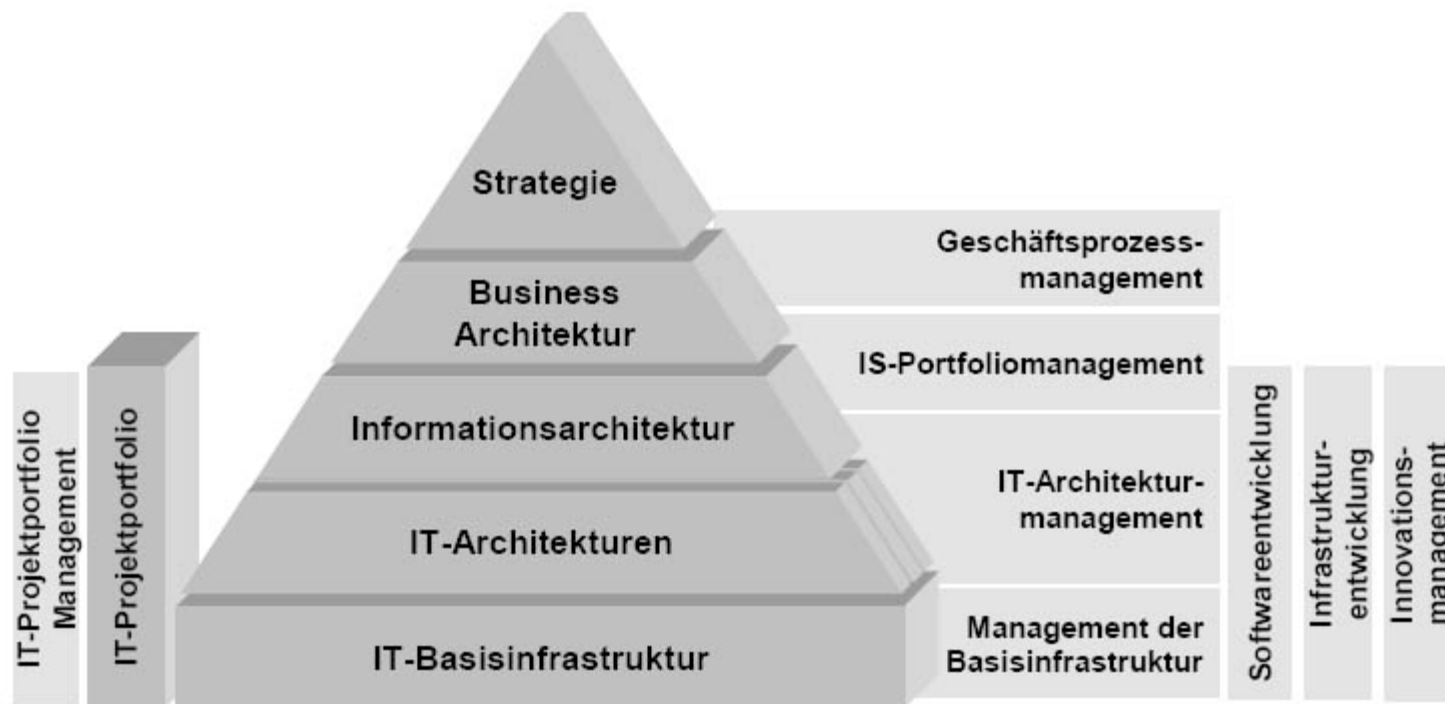 Strategie
Business
Architektur
Informationsarchitektur
IT-Architekturen
IT-Basisinfrastruktur
IT-Projektportfolio
Management
IT-Projektportfolio
Geschäftsprozess-
management
IS-Portfoliomanagement
IT-Architektur-
management
Management der
Basisinfrastruktur
Softwareentwicklung
Infrastruktur-
entwicklung
Innovations-
management